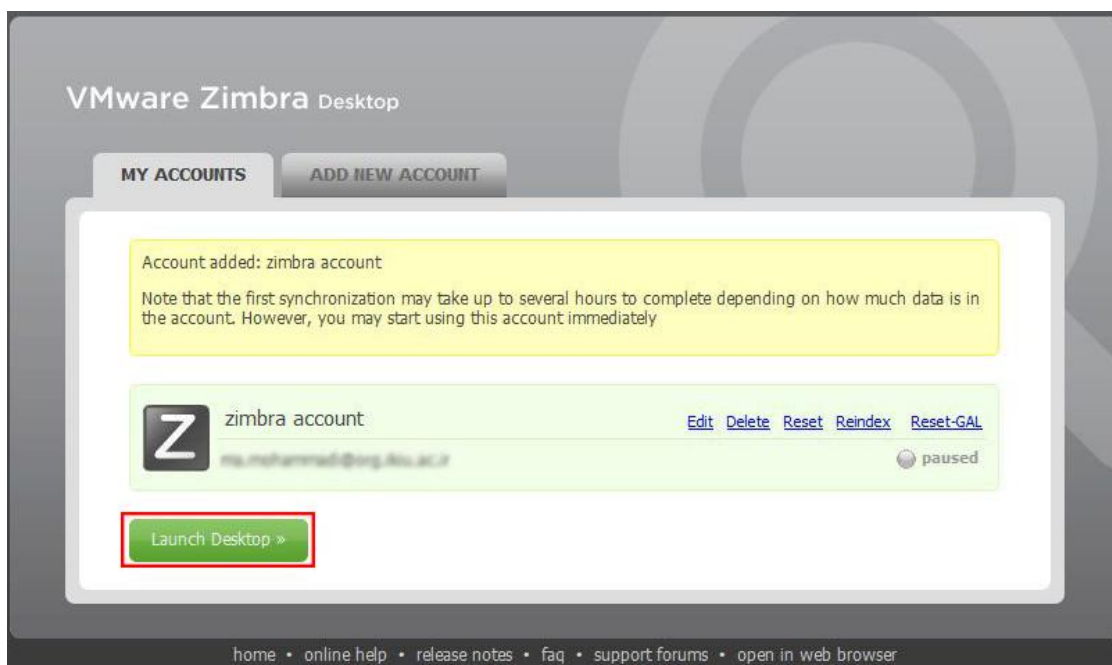 VMware Zimbra Desktop
MY ACCOUNTS
ADD NEW ACCOUNT
Account added: zimbra account
Note that the first synchronization may take up to several hours to complete depending on how much data is in
the account. However, you may start using this account immediately
Z
zimbra account
Edit Delete Reset Reindex Reset-GAL
paused
Launch Desktop »
home • online help • release notes • faq • support forums • open in web browser